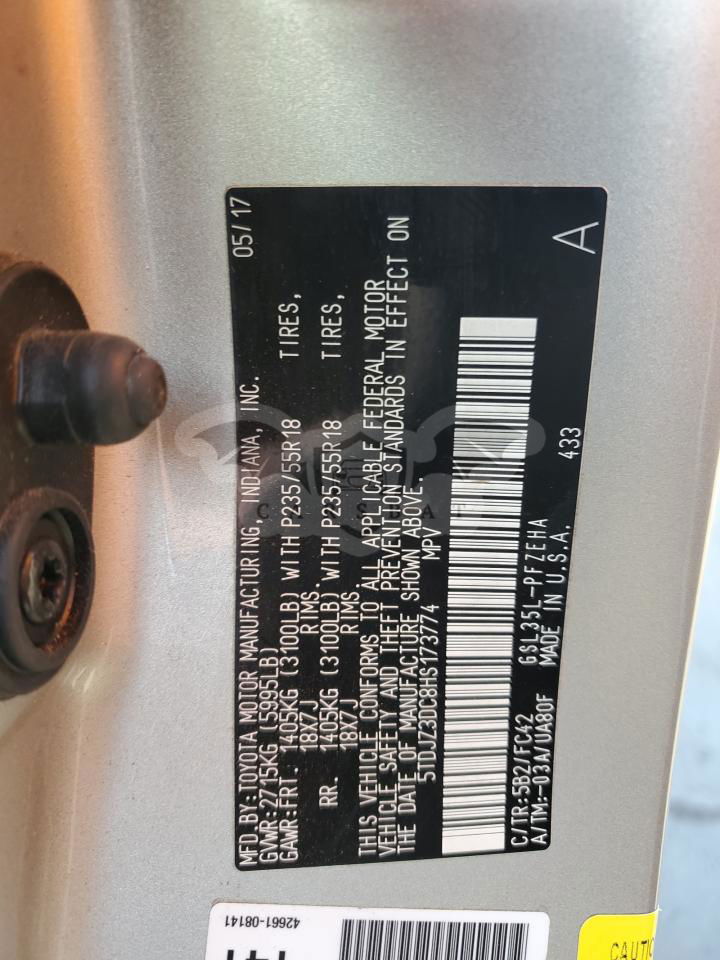 MFD.BY:TOYOTA MOTOR MANUFACTURING, INDIANA, INC. 05/17
GVWR:2715KG (5995LB)
GAWR:FRT. 1405KG (3100LB) WITH P235/55R18 TIRES,
18X7J RIMS,
RR. 1405KG (3100LB) WITH P235/55R18 TIRES,
18X7J RIMS.
THIS VEHICLE CONFORMS TO ALL APPLICABLE FEDERAL MOTOR
VEHICLE SAFETY AND THEFT PREVENTION STANDARDS IN EFFECT ON
THE DATE OF MANUFACTURE SHOWN ABOVE.
5TDJZ3DC8HS173774 MPV
C/TR:5B2/FC42 GSL35L-PFZEHA 433
A/TM:-03A/UA80F MADE IN U.S.A.
A
42661-08141
CAUTIO